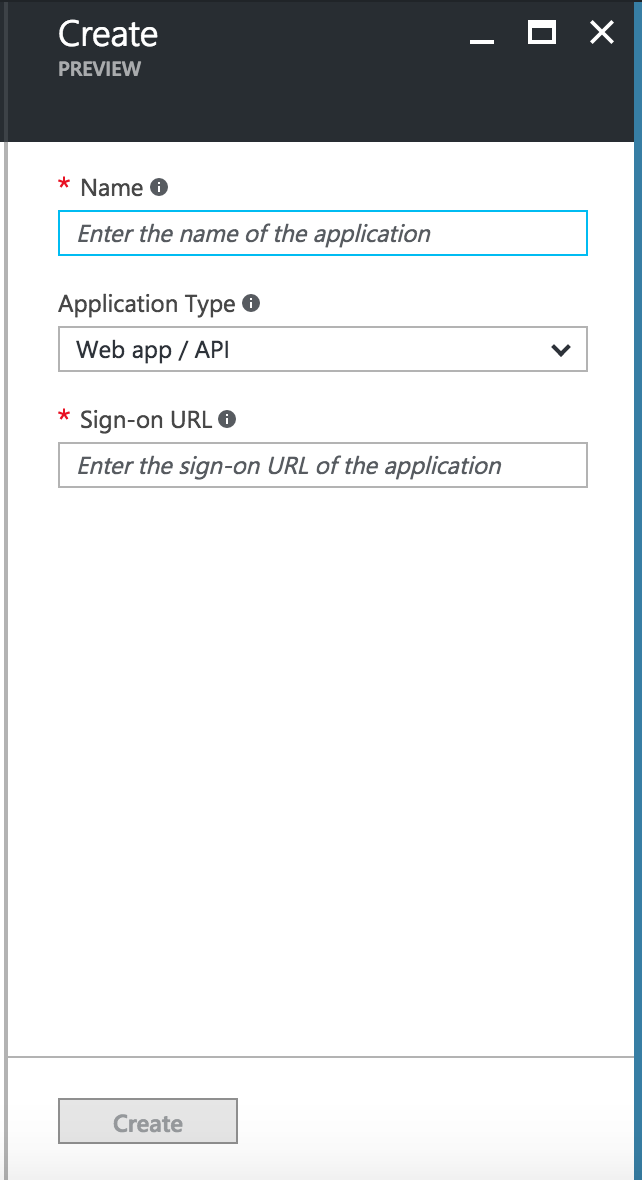 Create
PREVIEW
* Name
Enter the name of the application
Application Type
Web app / API
* Sign-on URL
Enter the sign-on URL of the application
Create